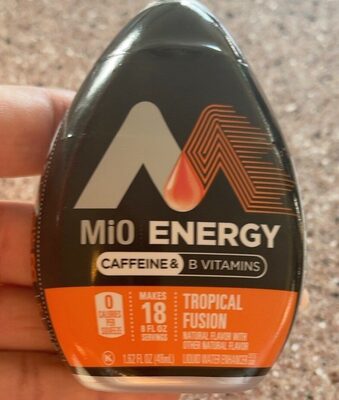 MiO ENERGY
CAFFEINE & B VITAMINS
0
CALORIES
PER
SQUEEZE
MAKES
18
8 FL OZ
SERVINGS
TROPICAL
FUSION
NATURAL FLAVOR WITH
OTHER NATURAL FLAVOR
K
1.62 FL OZ (48mL)
LIQUID WATER ENHANCER